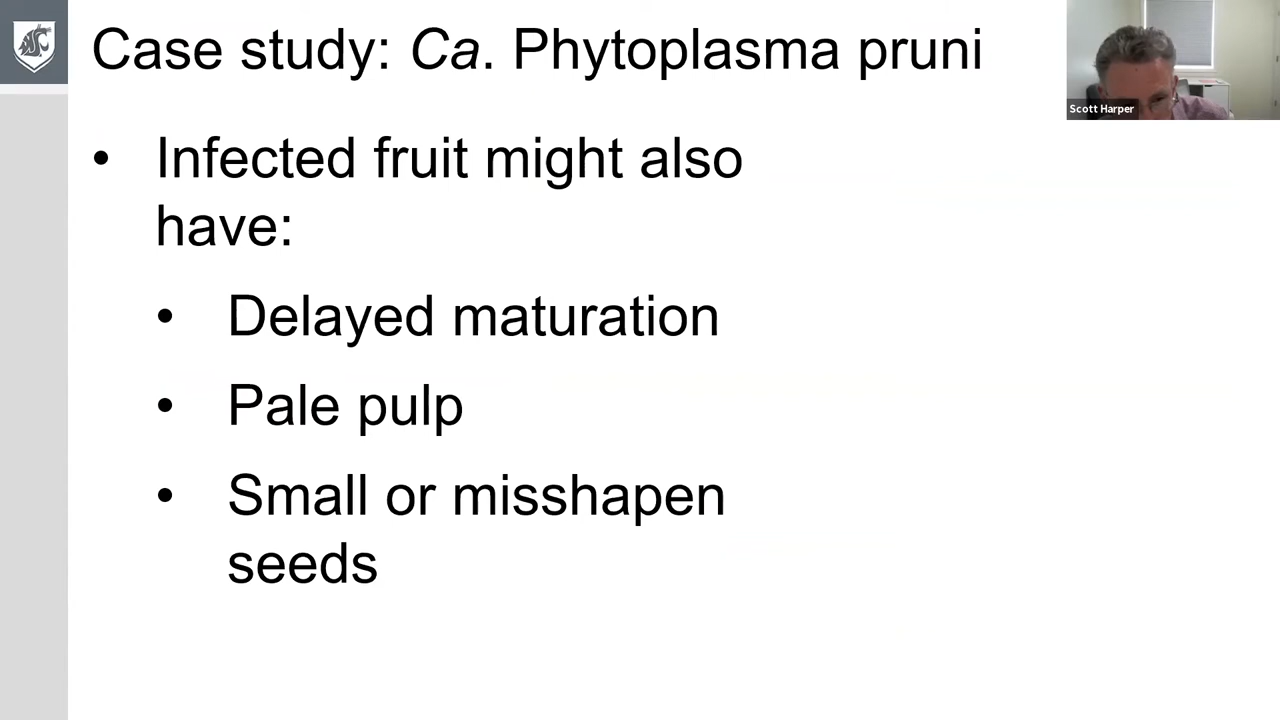 Case study: Ca. Phytoplasma pruni
Scott Harper
• Infected fruit might also
have:
• Delayed maturation
• Pale pulp
• Small or misshapen
seeds